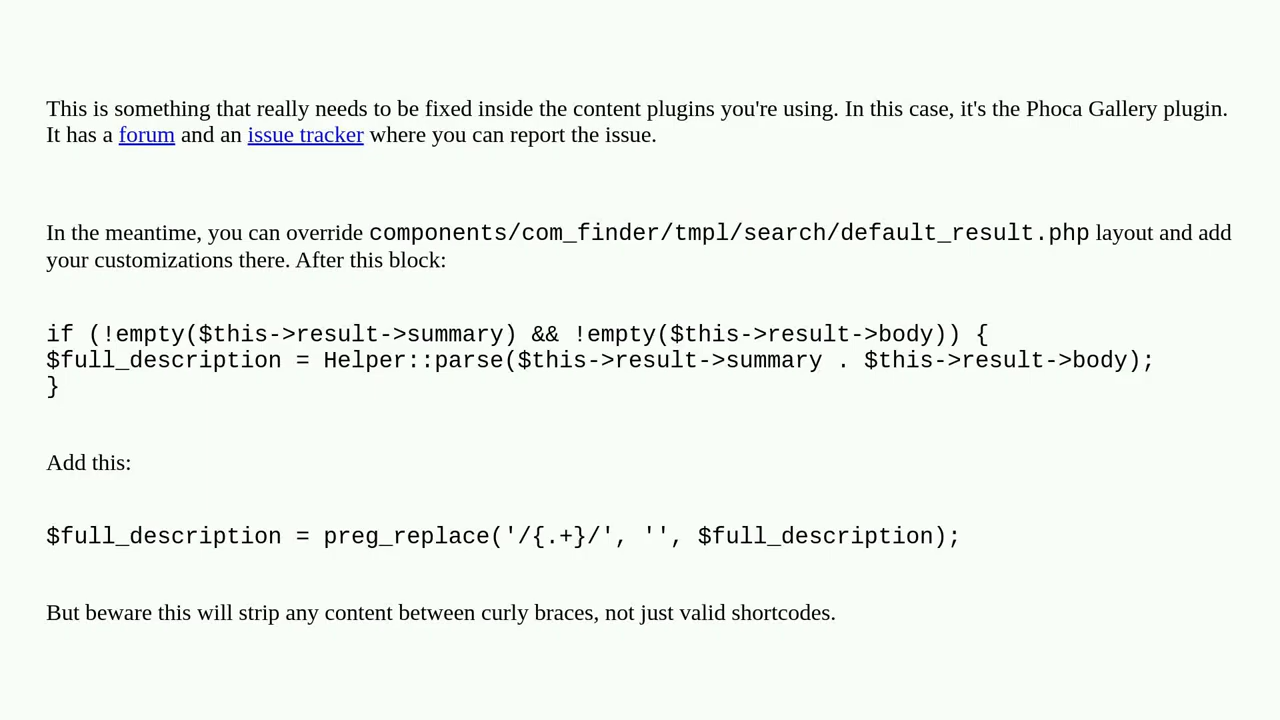 This is something that really needs to be fixed inside the content plugins you're using. In this case, it's the Phoca Gallery plugin.
It has a forum and an issue tracker where you can report the issue.
In the meantime, you can override components/com_finder/tmpl/search/default_result.php layout and add
your customizations there. After this block:
if (!empty($this->result->summary) && !empty($this->result->body)) {
$full_description = Helper::parse($this->result->summary . $this->result->body);
}
Add this:
$full_description = preg_replace('/{.+}/', '', $full_description);
But beware this will strip any content between curly braces, not just valid shortcodes.